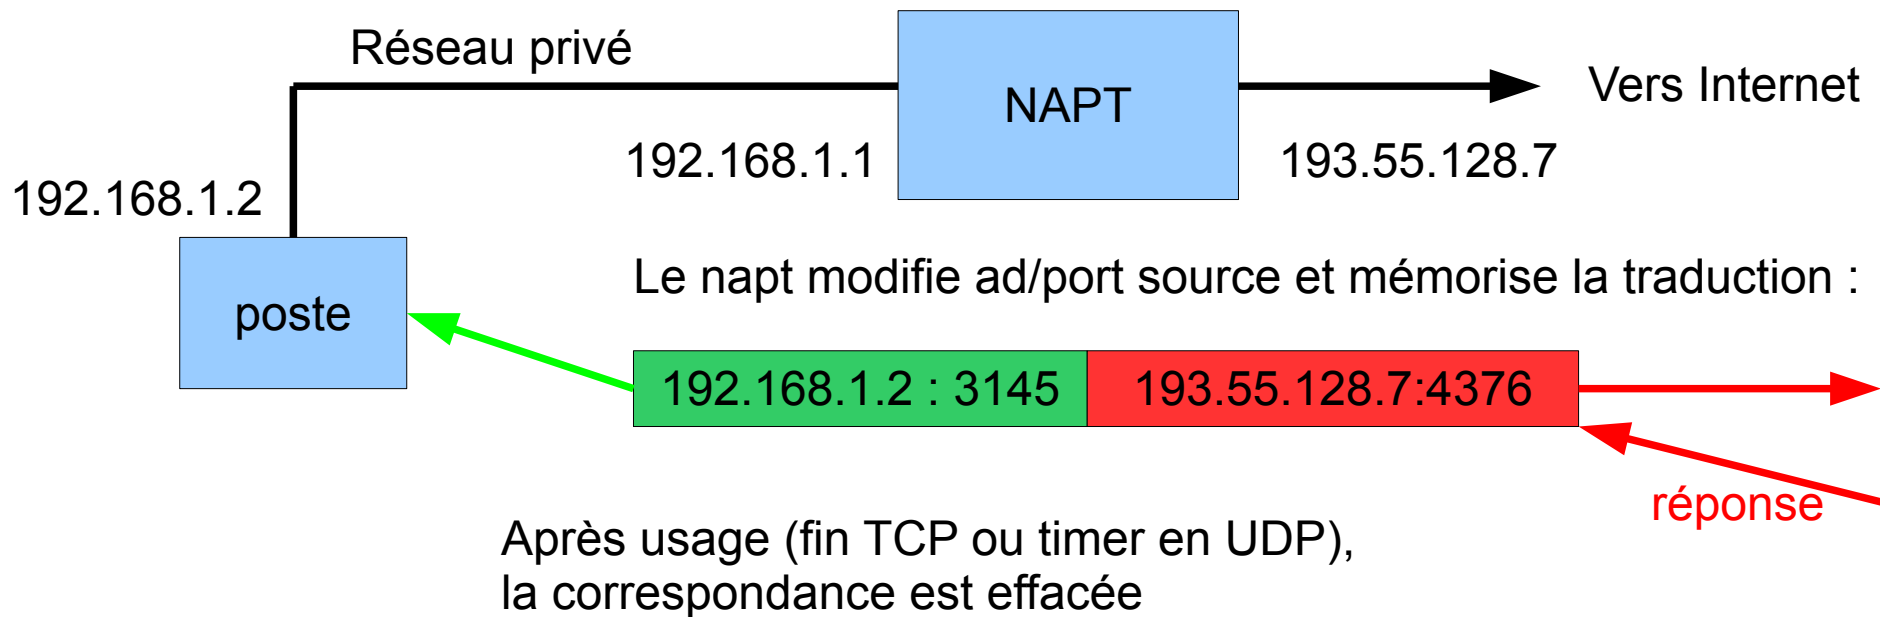 Réseau privé
NAPT
Vers Internet
192.168.1.1
193.55.128.7
192.168.1.2
poste
Le napt modifie ad/port source et mémorise la traduction :
192.168.1.2 : 3145
193.55.128.7:4376
réponse
Après usage (fin TCP ou timer en UDP),
la correspondance est effacée